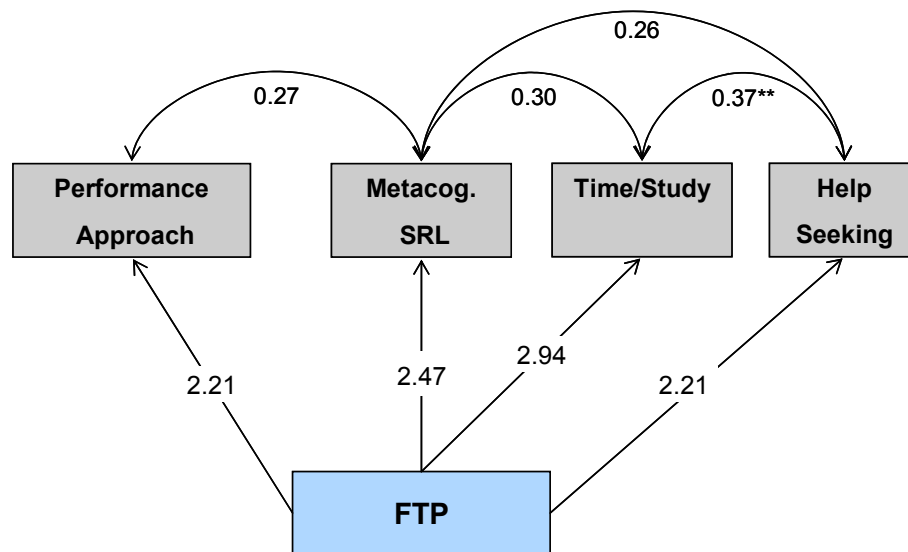 0.26
0.27
0.30
0.37**
Performance
Approach
Metacog.
SRL
Time/Study
Help
Seeking
2.21
2.47
2.94
2.21
FTP